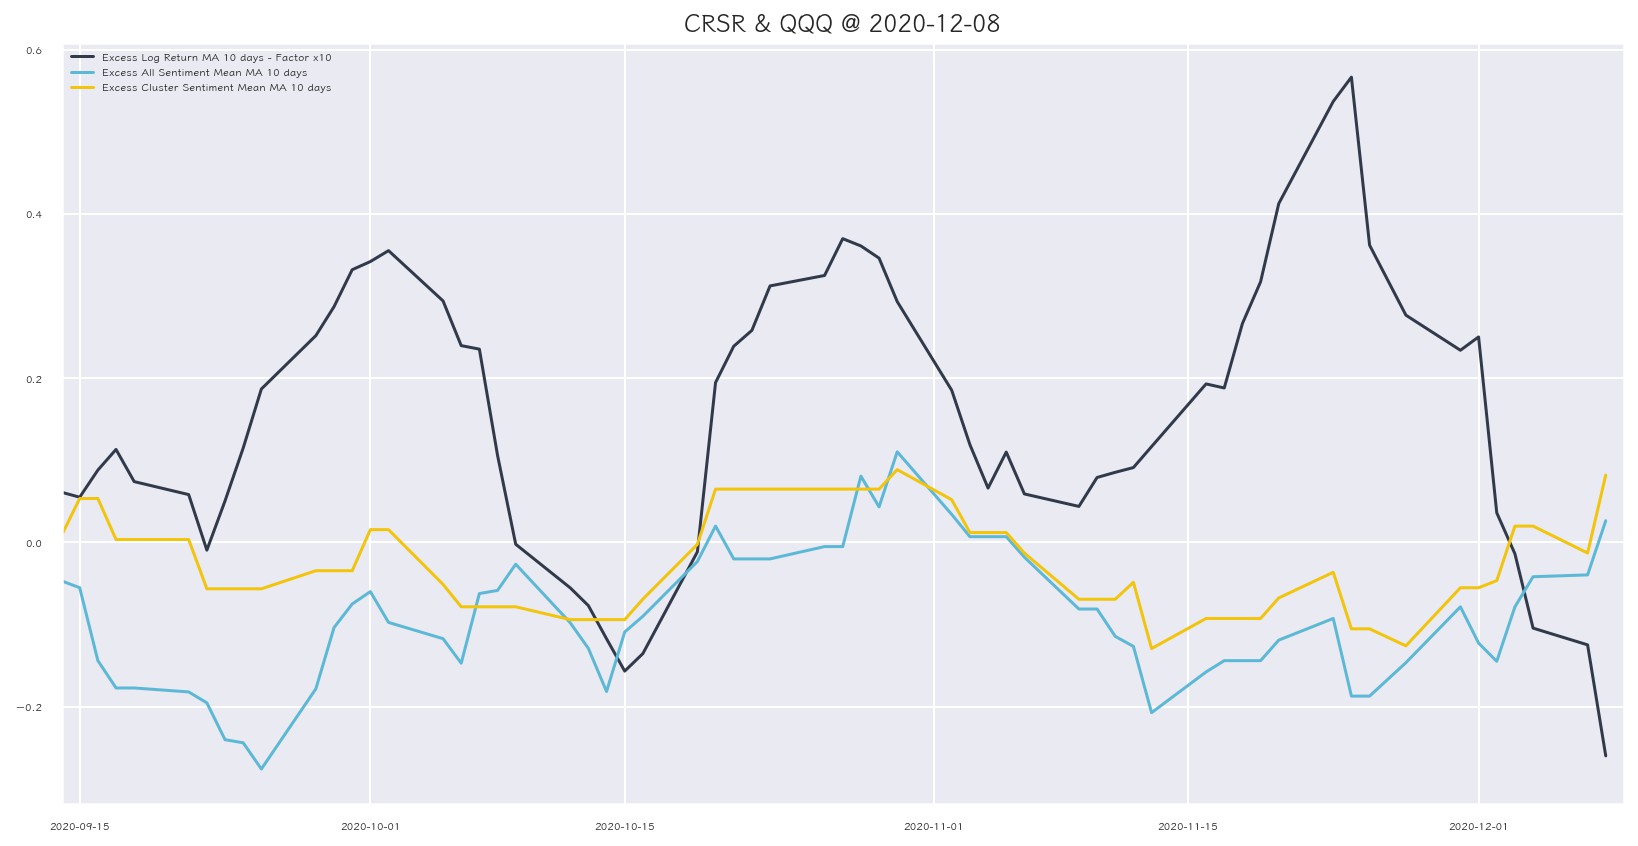 CRSR & QQQ @ 2020-12-08
Excess Log Return MA 10 days - Factor x10
Excess All Sentiment Mean MA 10 days
Excess Cluster Sentiment Mean MA 10 days
0.6
0.4
0.2
0.0
−0.2
2020-09-15 2020-10-01 2020-10-15 2020-11-01 2020-11-15 2020-12-01